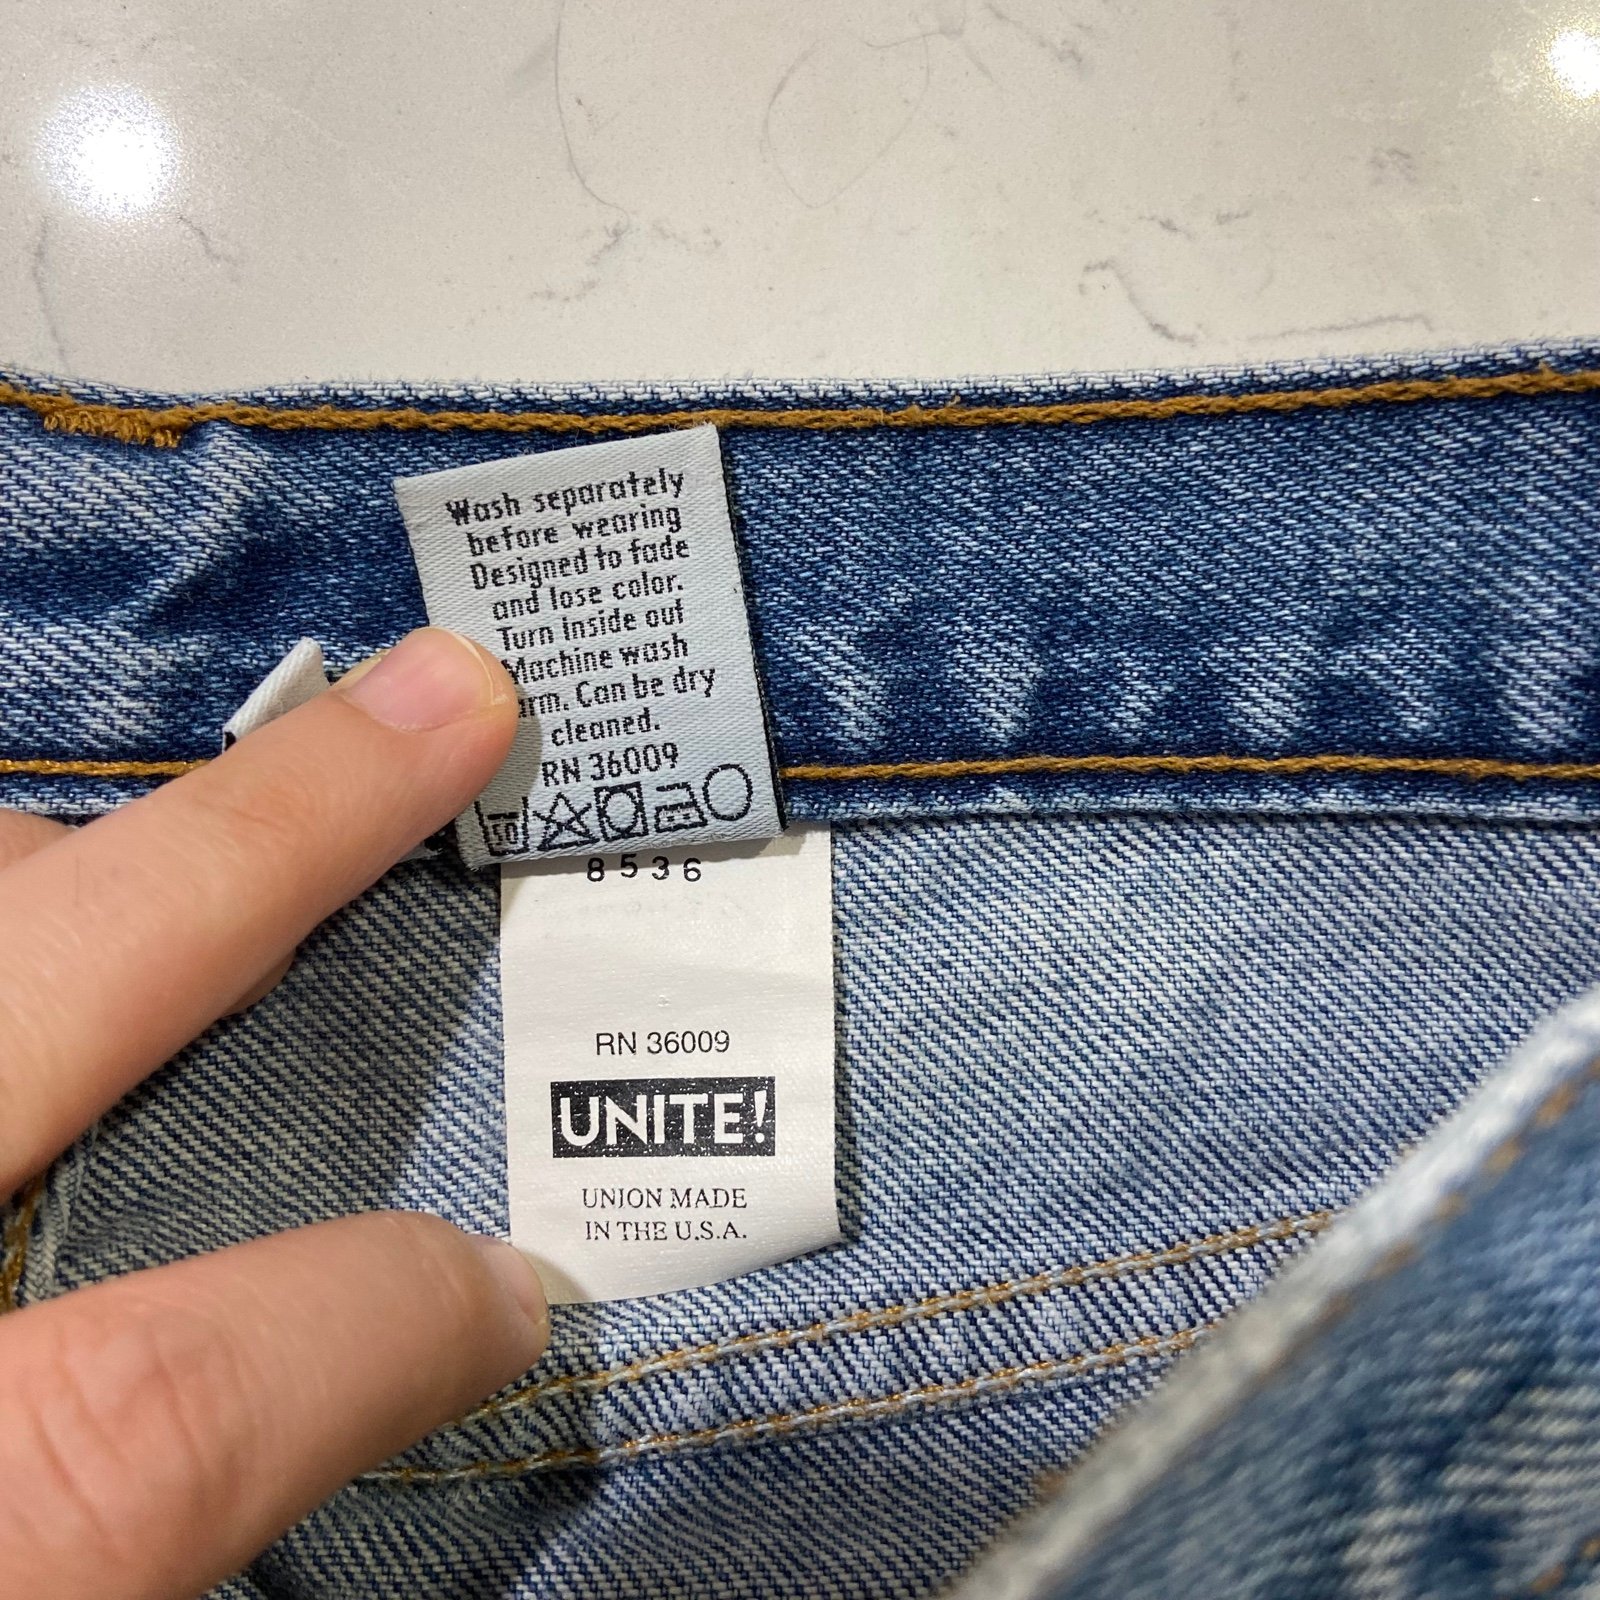 Wash separately
before wearing
Designed to fade
and lose color.
Turn inside out
Machine wash
Can be dry
cleaned.
RN 36009
50
8536
RN 36009
UNITE!
UNION MADE
IN THE U.S.A.